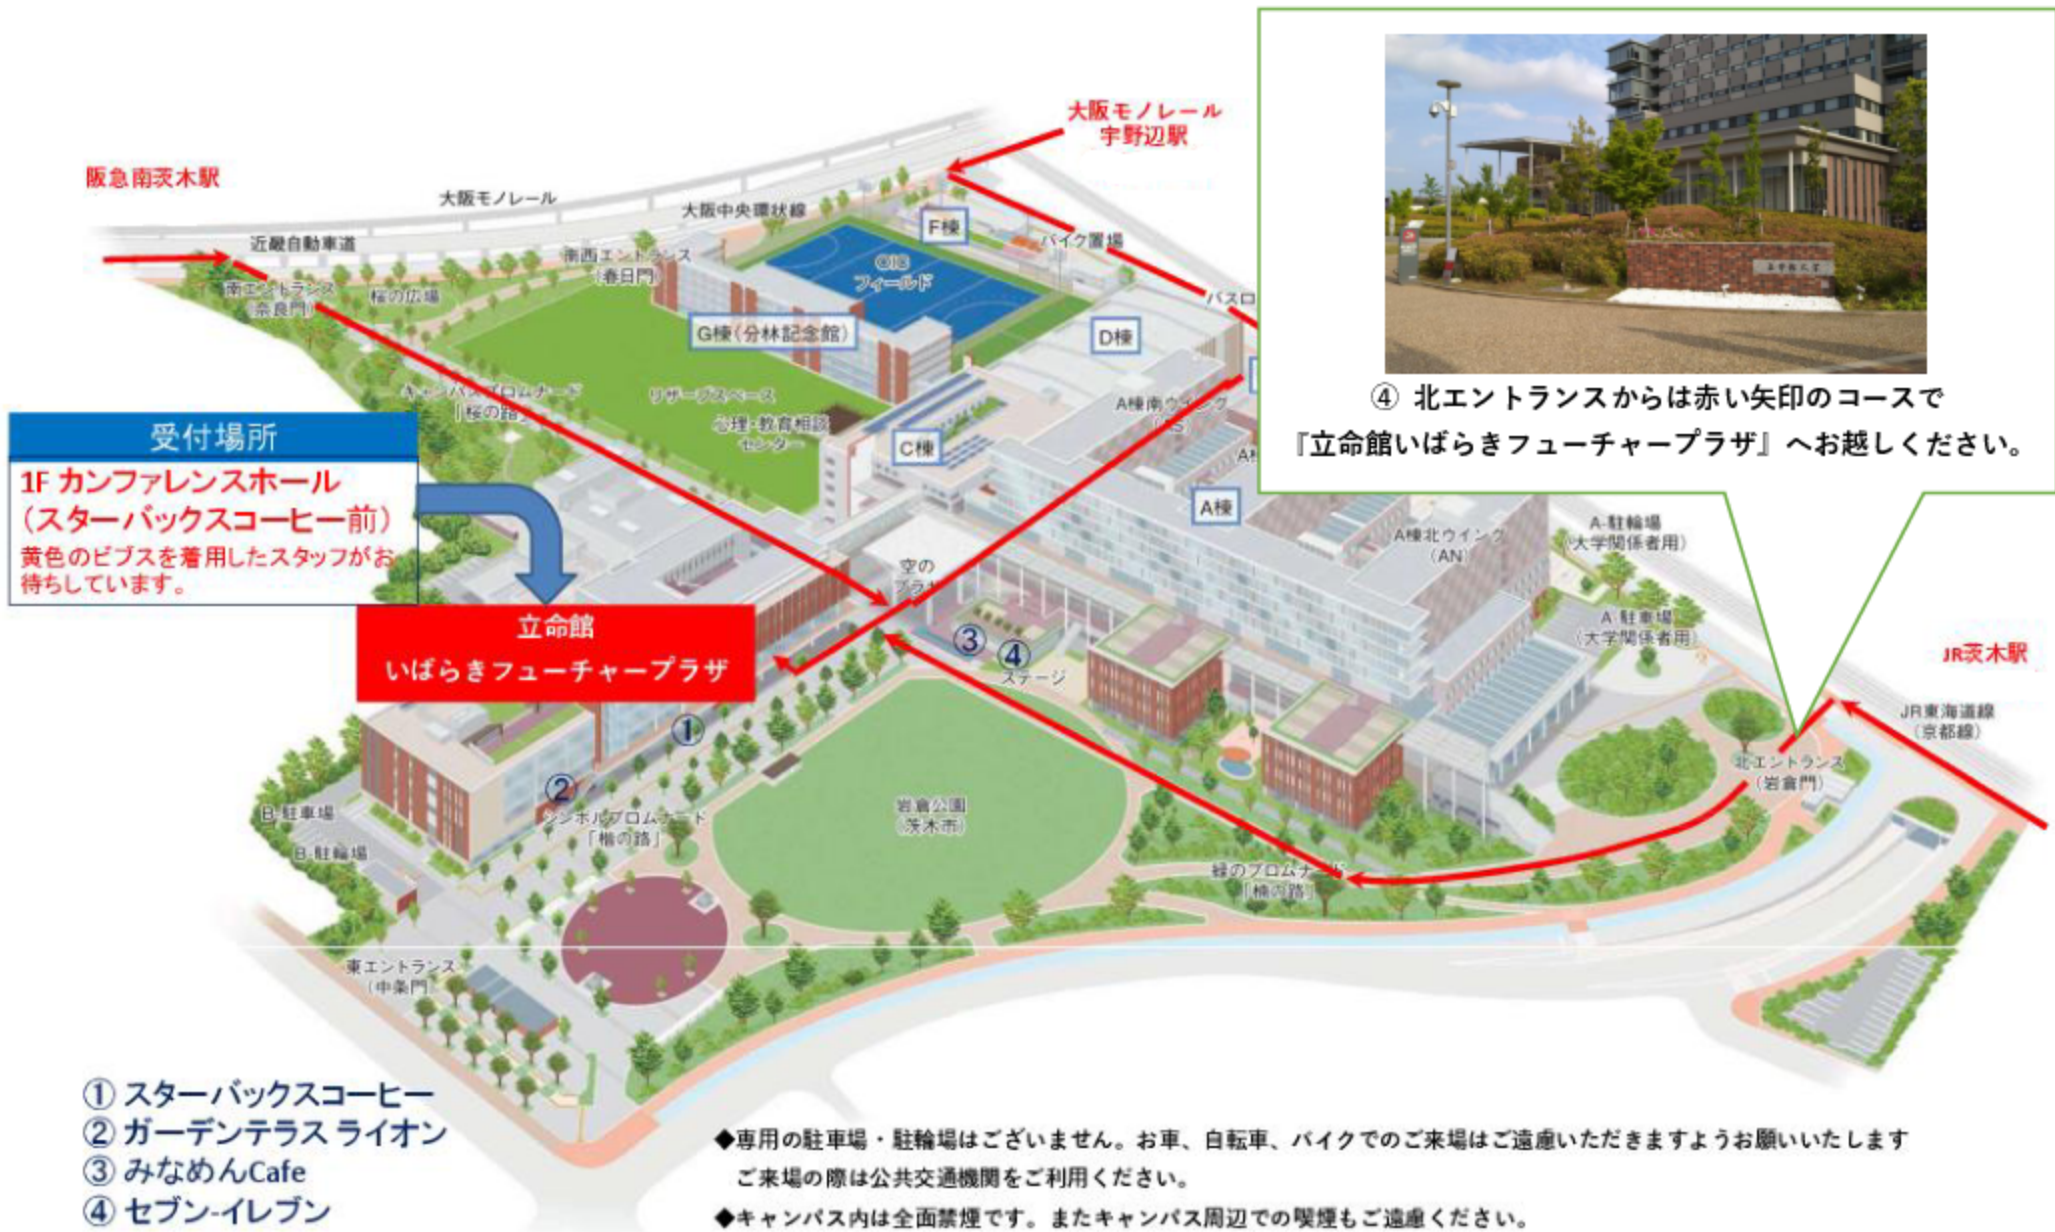 大阪モノレール
宇野辺駅
阪急南茨木駅
大阪モノレール
大阪中央環状線
近畿自動車道
南西エントランス
(春日門)
南エントランス
(奈良門)
桜の広場
F棟
バイク置場
OIC
フィールド
G棟(分林記念館)
D棟
キャンパスプロムナード
「桜の路」
リザーブスペース
心理・教育相談
センター
C棟
A棟南ウイング
(AS)
A棟
A棟北ウイング
(AN)
④ 北エントランスからは赤い矢印のコースで
『立命館いばらきフューチャープラザ』へお越しください。
受付場所
1F カンファレンスホール
(スターバックスコーヒー前)
黄色のビブスを着用したスタッフがお
待ちしています。
立命館
いばらきフューチャープラザ
空の
プラザ
③
④
ステージ
A-駐輪場
(大学関係者用)
A-駐車場
(大学関係者用)
JR茨木駅
JR東海道線
(京都線)
北エントランス
(岩倉門)
①
②
シンボルプロムナード
「楷の路」
岩倉公園
(茨木市)
緑のプロムナード
「楠の路」
B-駐車場
B-駐輪場
東エントランス
(中条門
① スターバックスコーヒー
② ガーデンテラス ライオン
③ みなめんCafe
④ セブン-イレブン
◆専用の駐車場・駐輪場はございません。お車、自転車、バイクでのご来場はご遠慮いただきますようお願いいたします
ご来場の際は公共交通機関をご利用ください。
◆キャンパス内は全面禁煙です。またキャンパス周辺での喫煙もご遠慮ください。